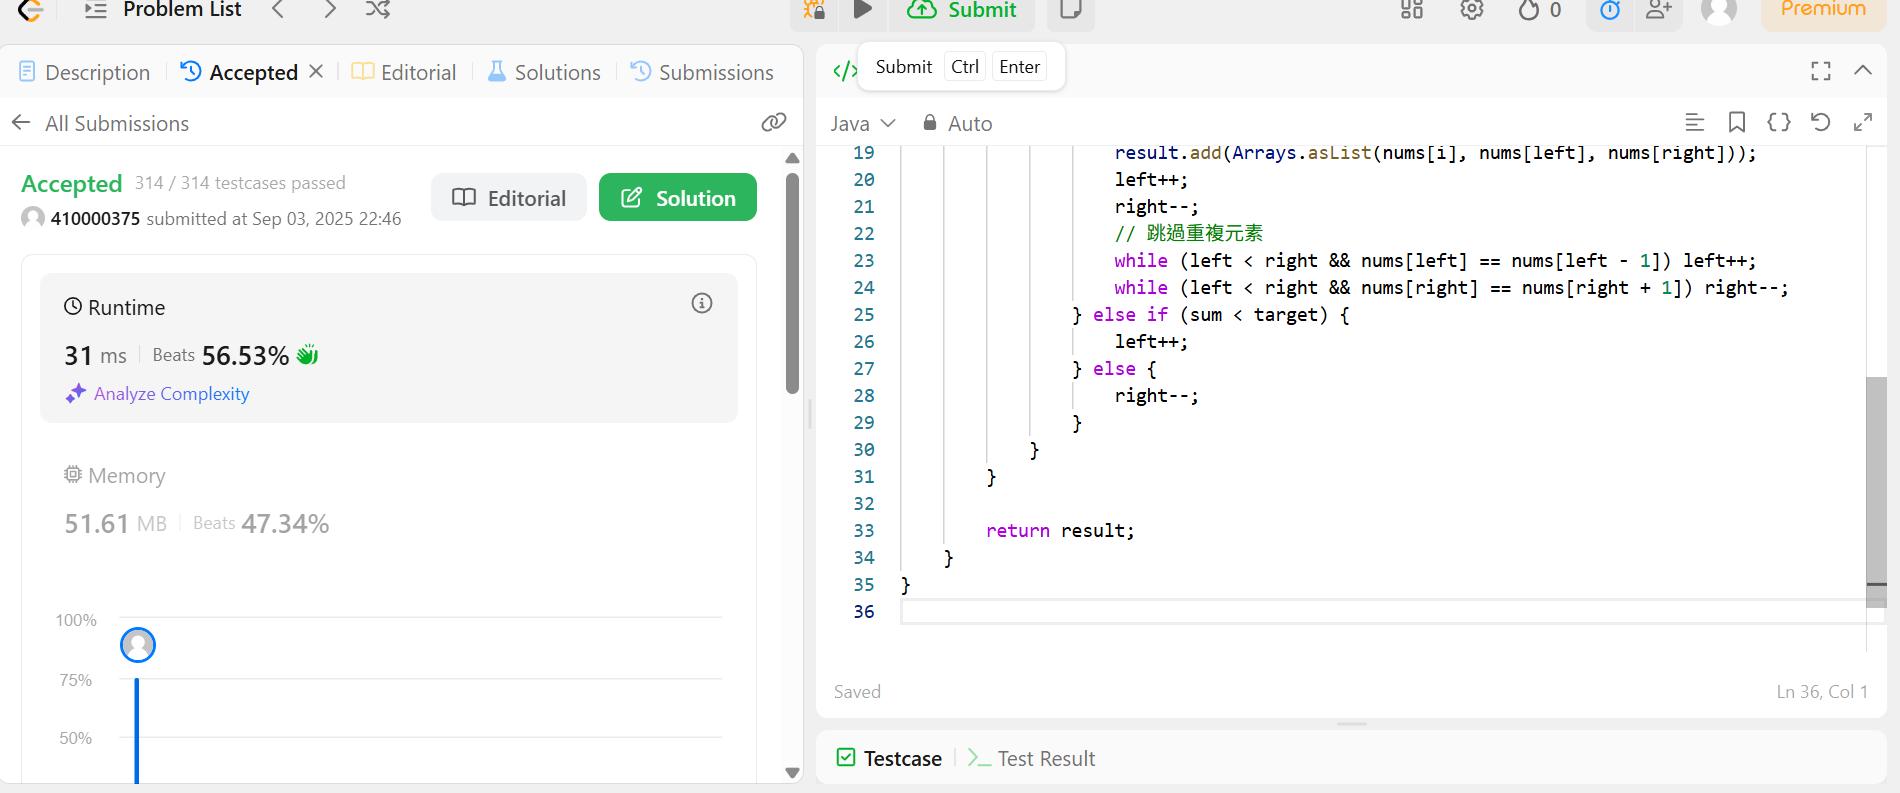 Problem List
Submit
0
Premium
Description
Accepted
Editorial
Solutions
Submissions
</>
Submit Ctrl Enter
All Submissions
Java
Auto
Accepted 314 / 314 testcases passed
410000375 submitted at Sep 03, 2025 22:46
Editorial
Solution
Runtime
31 ms Beats 56.53%
Analyze Complexity
Memory
51.61 MB Beats 47.34%
100%
75%
50%
19 result.add(Arrays.asList(nums[i], nums[left], nums[right]));
20 left++;
21 right--;
22 // 跳過重複元素
23 while (left < right && nums[left] == nums[left - 1]) left++;
24 while (left < right && nums[right] == nums[right + 1]) right--;
25 } else if (sum < target) {
26 left++;
27 } else {
28 right--;
29 }
30 }
31 }
32
33 return result;
34 }
35 }
36
Saved
Ln 36, Col 1
Testcase
Test Result